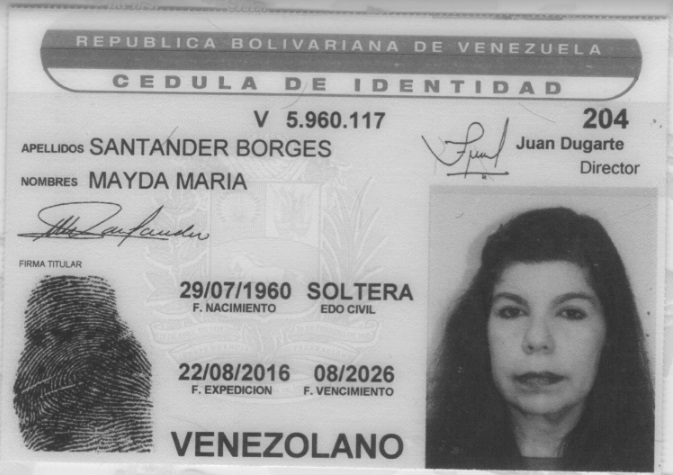 REPUBLICA BOLIVARIANA DE VENEZUELA
CEDULA DE IDENTIDAD
V 5.960.117 204
APELLIDOS SANTANDER BORGES Juan Dugarte
Director
NOMBRES MAYDA MARIA
FIRMA TITULAR
29/07/1960 SOLTERA
F. NACIMIENTO EDO CIVIL
22/08/2016 08/2026
F. EXPEDICION F. VENCIMIENTO
VENEZOLANO